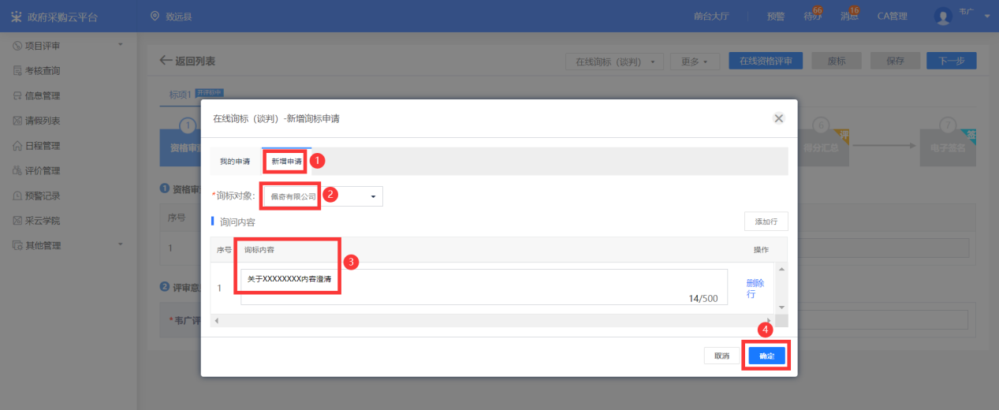 政府采购云平台
致远县
前台大厅
预警
待办
66
消息
16
CA管理
韦广
项目评审
考核查询
信息管理
请假列表
日程管理
评价管理
预警记录
采云学院
其他管理
返回列表
在线询标（谈判）
更多
在线资格评审
废标
保存
下一步
标项1
开评标中
1
资格审
6
得分汇总
评
7
电子签名
签
1 资格审
序号
1
2 评审意
*韦广评
在线询标（谈判）-新增询标申请
我的申请
新增申请
1
*询标对象:
佩奇有限公司
2
询问内容
添加行
序号
询标内容
操作
3
1
关于XXXXXXXX内容澄清
14/500
删除
行
4
取消
确定